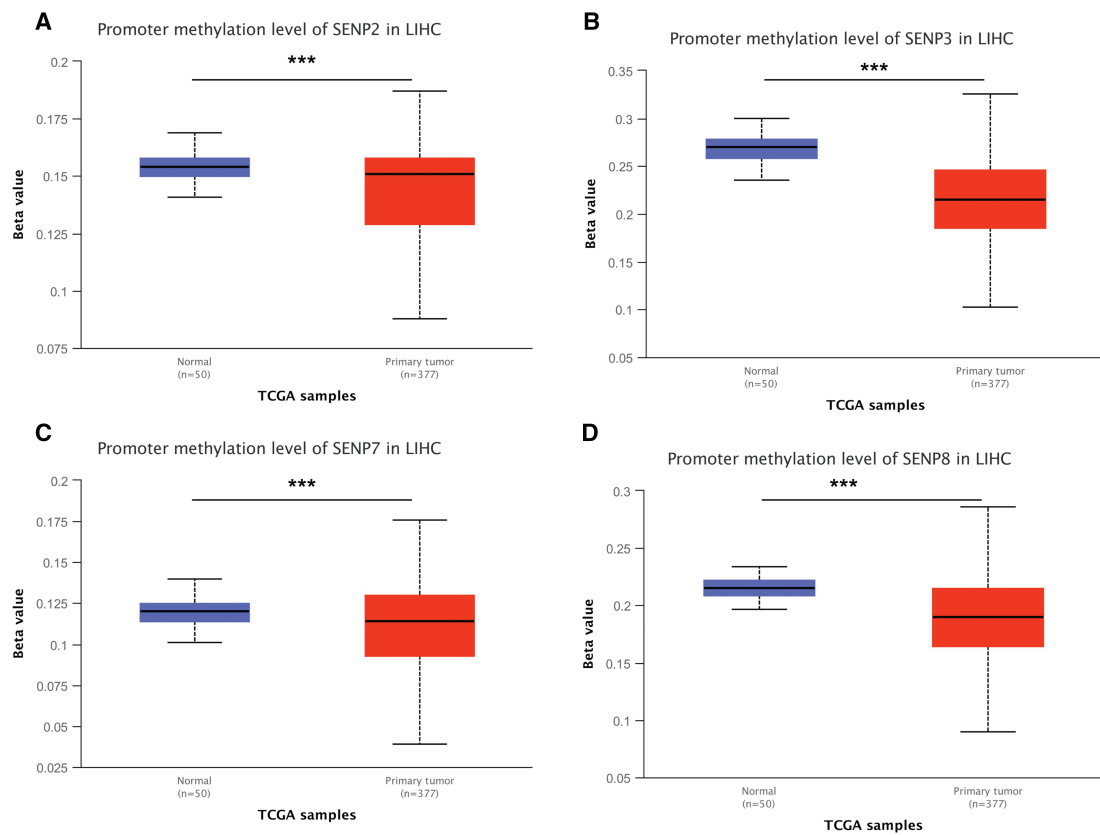 A
Promoter methylation level of SENP2 in LIHC
***
0.2
0.175
0.15
0.125
0.1
0.075
Beta value
Normal
(n=50)
Primary tumor
(n=377)
TCGA samples
B
Promoter methylation level of SENP3 in LIHC
***
0.35
0.3
0.25
0.2
0.15
0.1
0.05
Beta value
Normal
(n=50)
Primary tumor
(n=377)
TCGA samples
C
Promoter methylation level of SENP7 in LIHC
***
0.2
0.175
0.15
0.125
0.1
0.075
0.05
0.025
Beta value
Normal
(n=50)
Primary tumor
(n=377)
TCGA samples
D
Promoter methylation level of SENP8 in LIHC
***
0.3
0.25
0.2
0.15
0.1
0.05
Beta value
Normal
(n=50)
Primary tumor
(n=377)
TCGA samples